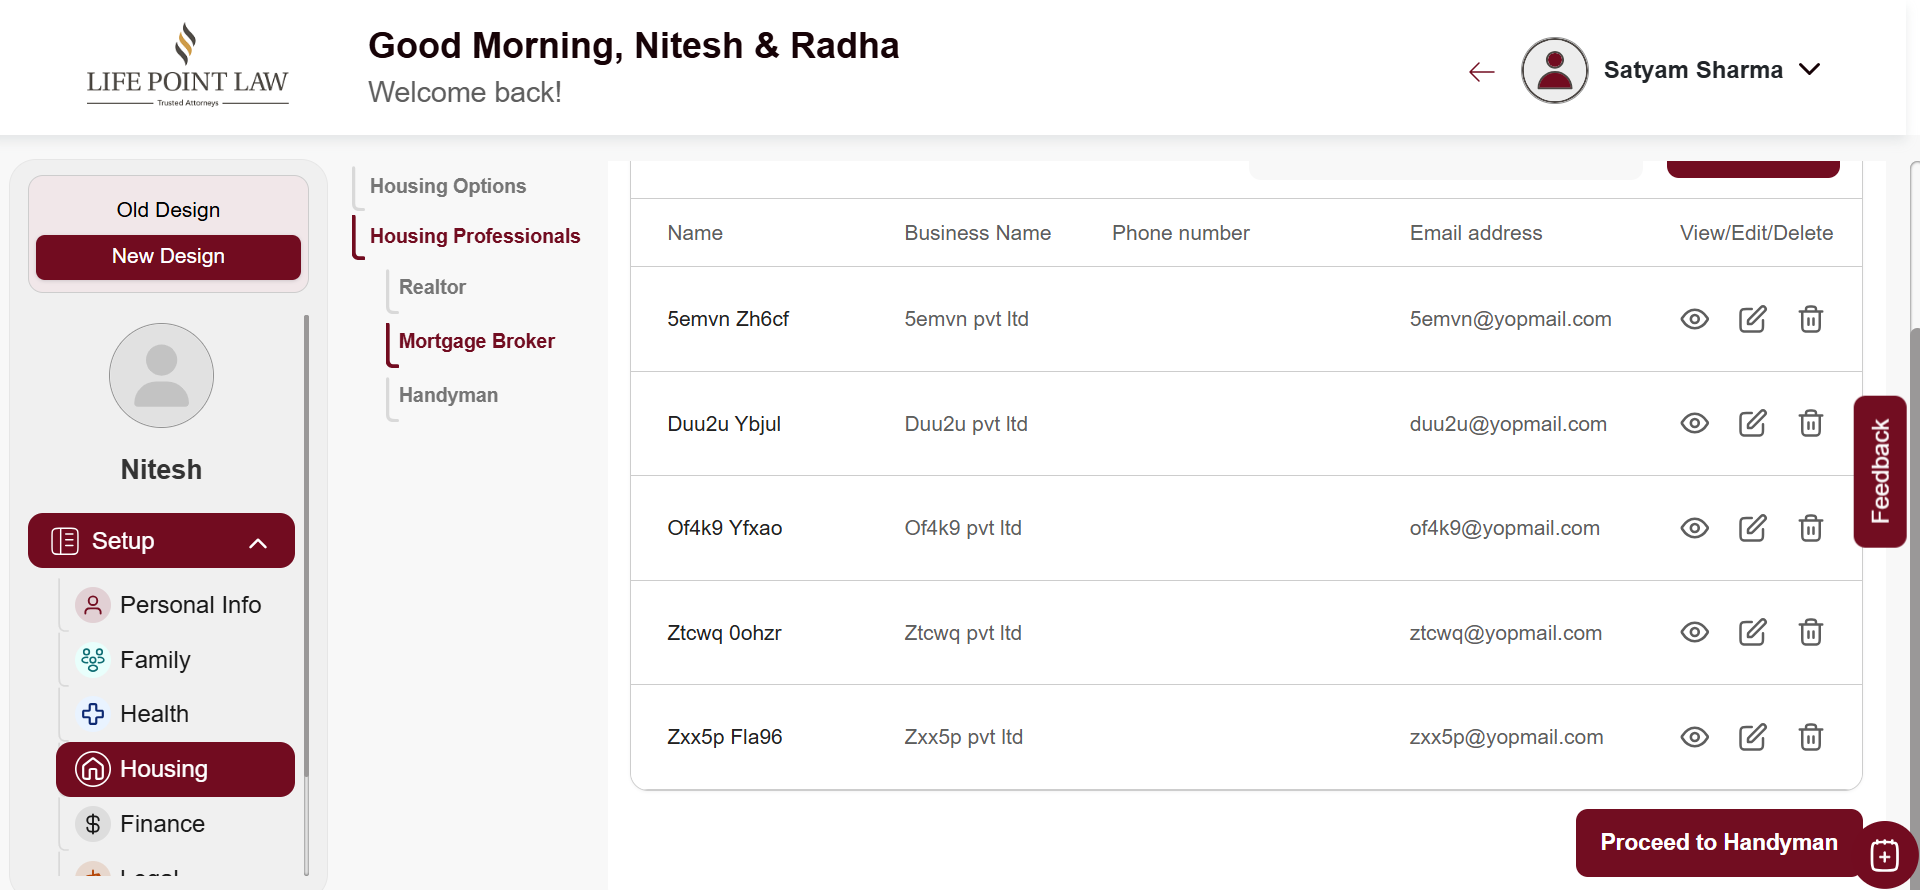 LIFE POINT LAW
Trusted Attorneys
Good Morning, Nitesh & Radha
Welcome back!
Satyam Sharma
Old Design
New Design
Nitesh
Setup
Personal Info
Family
Health
Housing
Finance
Legal
Housing Options
Housing Professionals
Realtor
Mortgage Broker
Handyman
Name Business Name Phone number Email address View/Edit/Delete
5emvn Zh6cf 5emvn pvt ltd 5emvn@yopmail.com
Duu2u Ybjul Duu2u pvt ltd duu2u@yopmail.com
Of4k9 Yfxao Of4k9 pvt ltd of4k9@yopmail.com
Ztcwq 0ohzr Ztcwq pvt ltd ztcwq@yopmail.com
Zxx5p Fla96 Zxx5p pvt ltd zxx5p@yopmail.com
Feedback
Proceed to Handyman